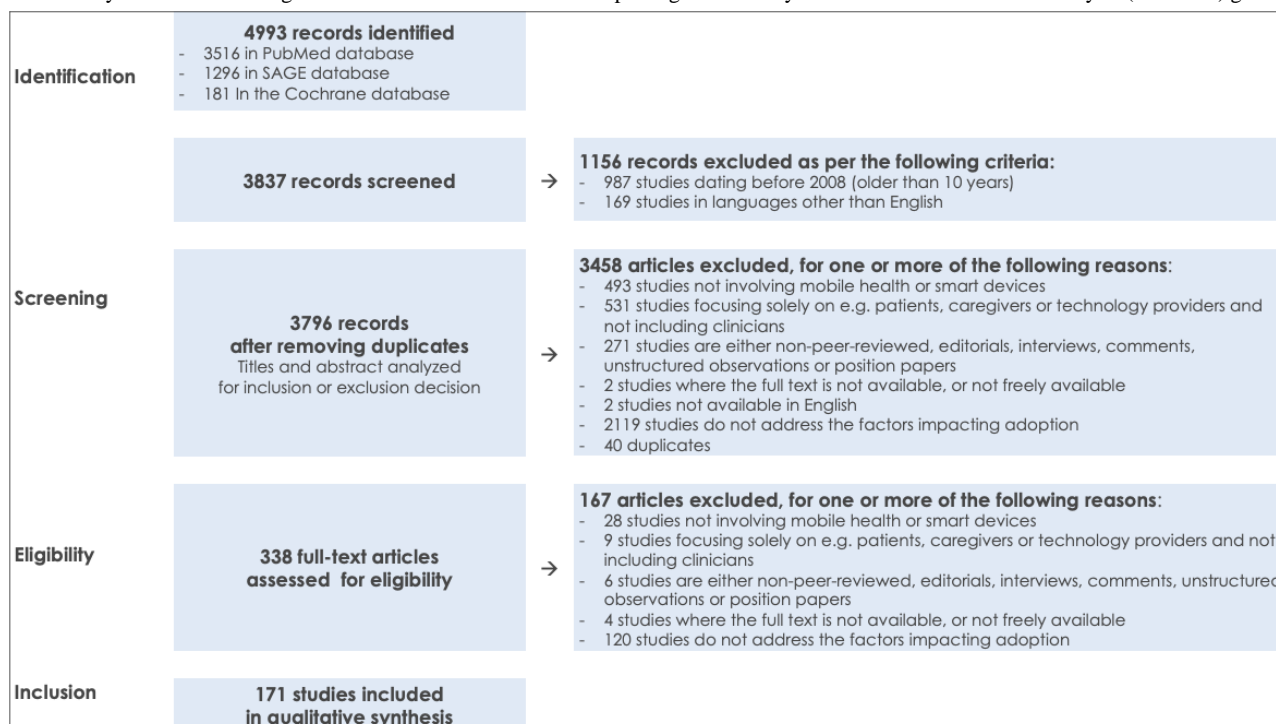 Identification
4993 records identified
- 3516 in PubMed database
- 1296 in SAGE database
- 181 In the Cochrane database
3837 records screened
→
1156 records excluded as per the following criteria:
- 987 studies dating before 2008 (older than 10 years)
- 169 studies in languages other than English
Screening
3796 records
after removing duplicates
Titles and abstract analyzed
for inclusion or exclusion decision
→
3458 articles excluded, for one or more of the following reasons:
- 493 studies not involving mobile health or smart devices
- 531 studies focusing solely on e.g. patients, caregivers or technology providers and
not including clinicians
- 271 studies are either non-peer-reviewed, editorials, interviews, comments,
unstructured observations or position papers
- 2 studies where the full text is not available, or not freely available
- 2 studies not available in English
- 2119 studies do not address the factors impacting adoption
- 40 duplicates
Eligibility
338 full-text articles
assessed for eligibility
→
167 articles excluded, for one or more of the following reasons:
- 28 studies not involving mobile health or smart devices
- 9 studies focusing solely on e.g. patients, caregivers or technology providers and not
including clinicians
- 6 studies are either non-peer-reviewed, editorials, interviews, comments, unstructured
observations or position papers
- 4 studies where the full text is not available, or not freely available
- 120 studies do not address the factors impacting adoption
Inclusion
171 studies included
in qualitative synthesis